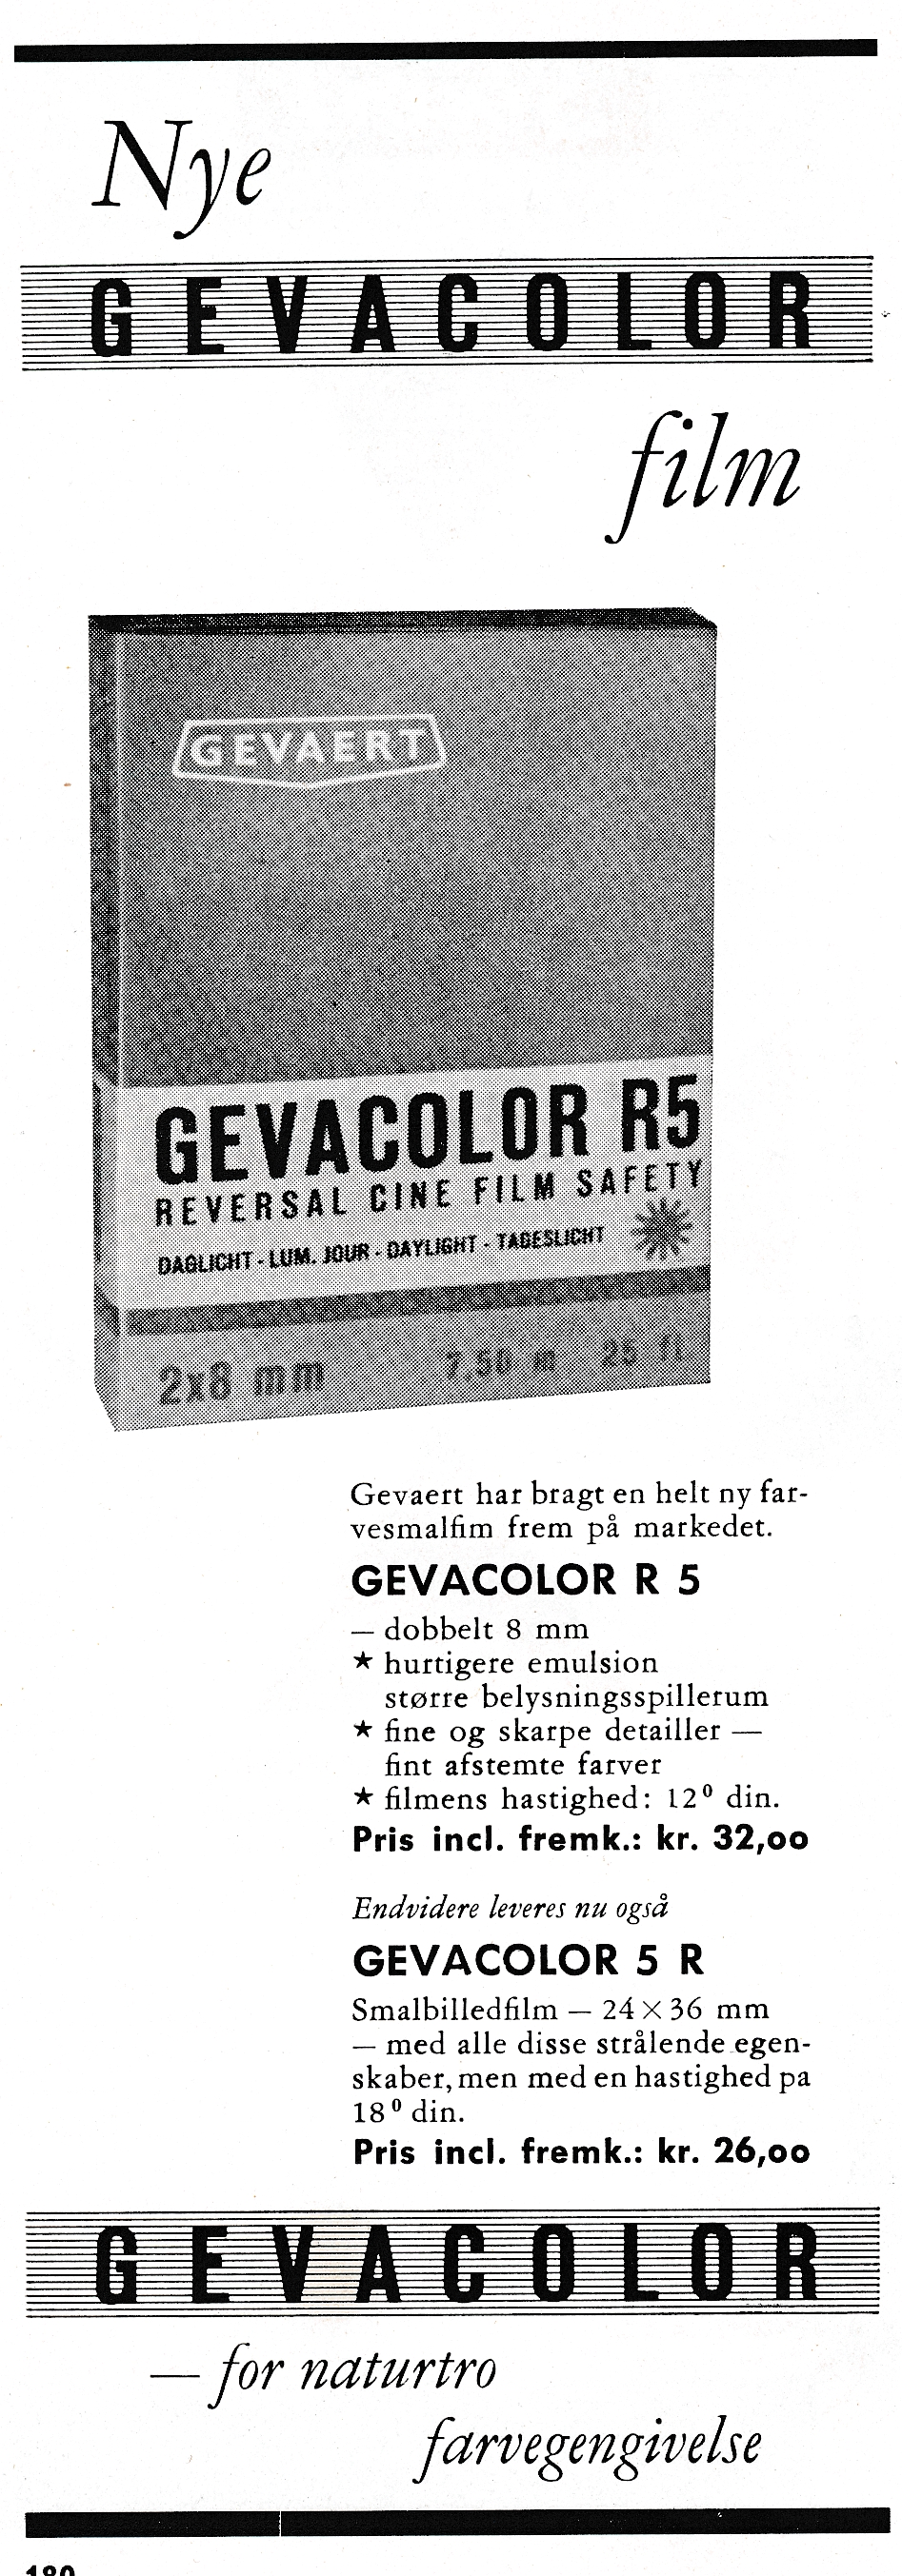 Nye
GEVACOLOR
film
GEVAERT
GEVACOLOR R5
REVERSAL CINE FILM SAFETY
DAGLICHT - LUM. JOUR - DAYLIGHT - TAGESLICHT
2x8 mm 7,50 m 25 ft.
Gevaert har bragt en helt ny far-
vesmalfim frem på markedet.
GEVACOLOR R 5
— dobbelt 8 mm
★ hurtigere emulsion
større belysningsspillerum
★ fine og skarpe detailler —
fint afstemte farver
★ filmens hastighed: 12⁰ din.
Pris incl. fremk.: kr. 32,oo
Endvidere leveres nu også
GEVACOLOR 5 R
Smalbilledfilm — 24 × 36 mm
— med alle disse strålende egen-
skaber, men med en hastighed pa
18⁰ din.
Pris incl. fremk.: kr. 26,oo
GEVACOLOR
— for naturtro
farvegengivelse
180